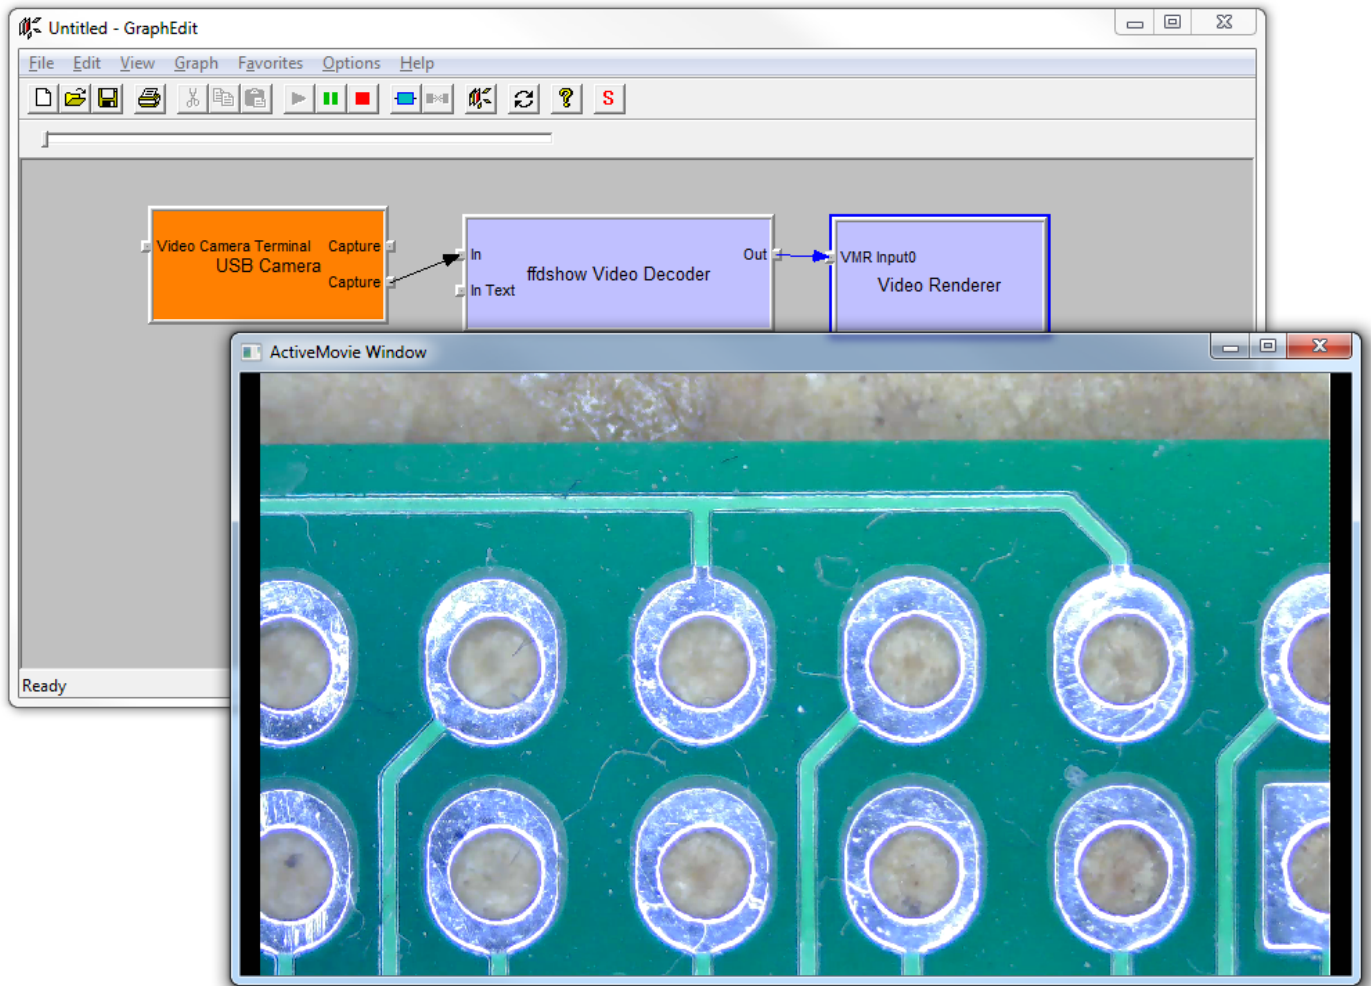 Untitled - GraphEdit
File Edit View Graph Favorites Options Help
S
Video Camera Terminal Capture
USB Camera
Capture
In
Out
ffdshow Video Decoder
In Text
VMR Input0
Video Renderer
ActiveMovie Window
Ready